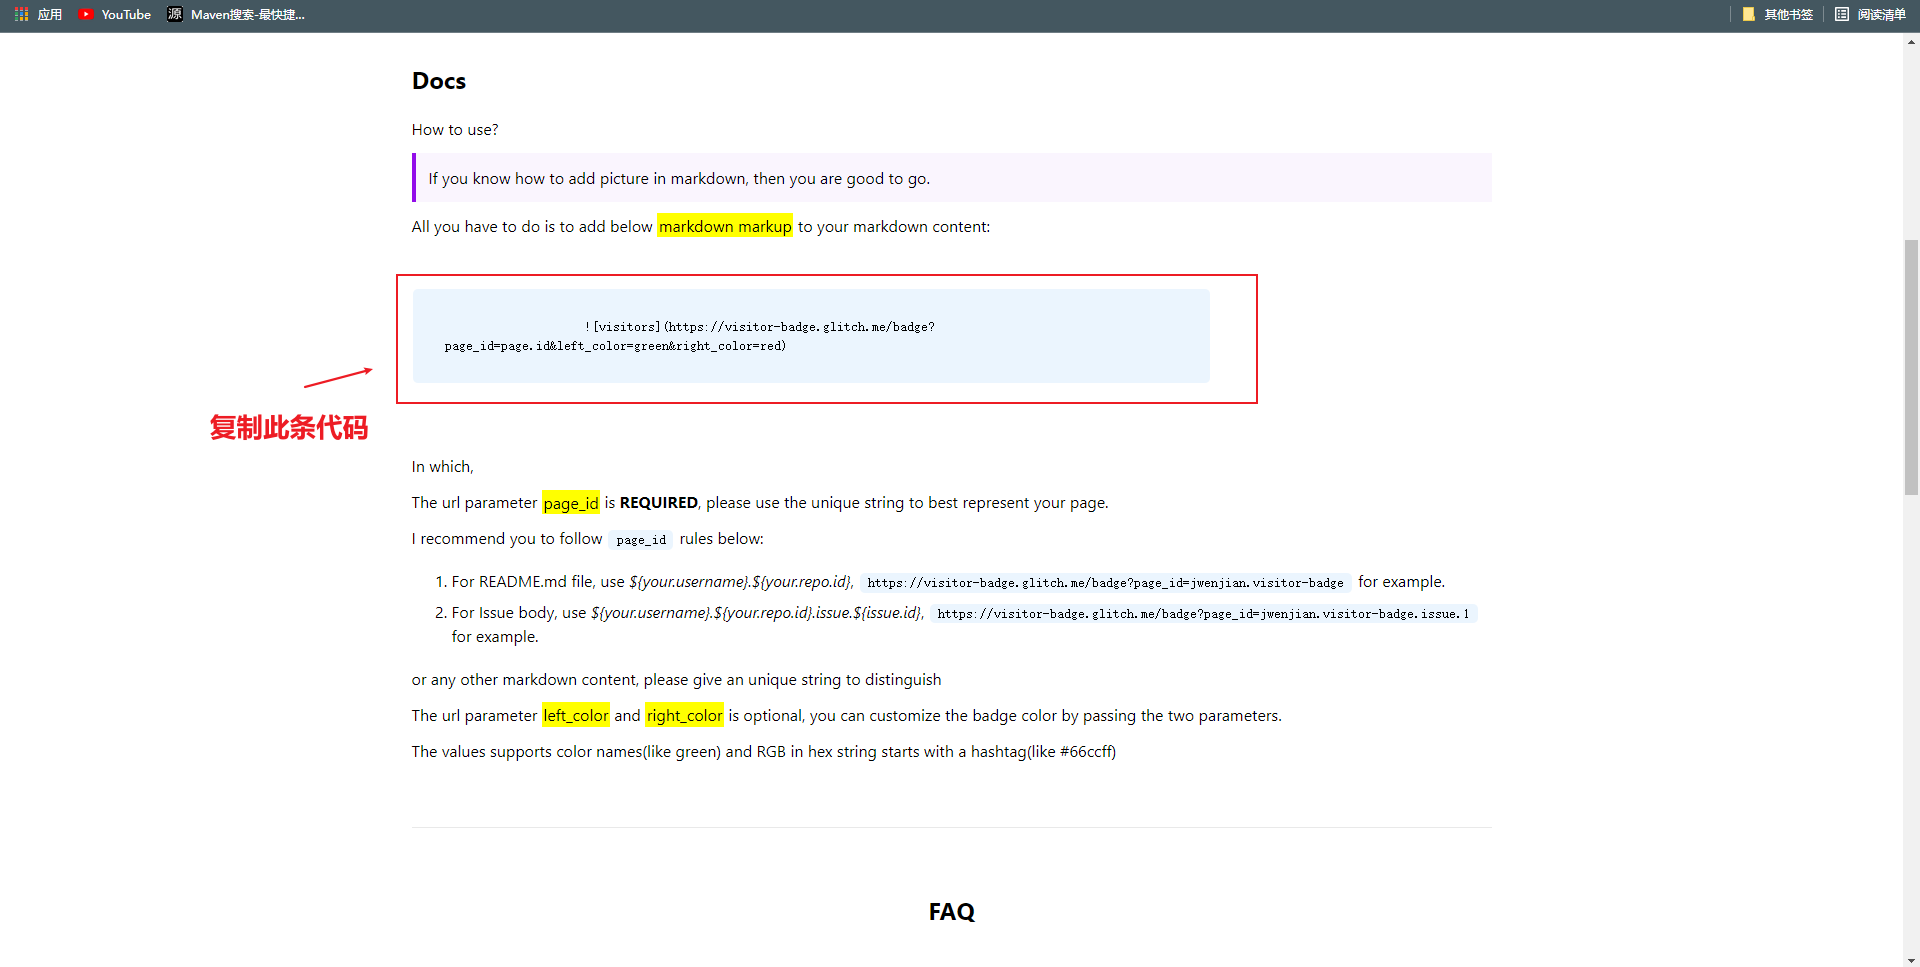 应用 YouTube 源 Maven搜索-最快捷... 其他书签 阅读清单
Docs
How to use?
If you know how to add picture in markdown, then you are good to go.
All you have to do is to add below markdown markup to your markdown content:
![visitors](https://visitor-badge.glitch.me/badge?
page_id=page.id&left_color=green&right_color=red)
复制此条代码
In which,
The url parameter page_id is REQUIRED, please use the unique string to best represent your page.
I recommend you to follow page_id rules below:
1. For README.md file, use ${your.username}.${your.repo.id}, https://visitor-badge.glitch.me/badge?page_id=jwenjian.visitor-badge for example.
2. For Issue body, use ${your.username}.${your.repo.id}.issue.${issue.id}, https://visitor-badge.glitch.me/badge?page_id=jwenjian.visitor-badge.issue.1
for example.
or any other markdown content, please give an unique string to distinguish
The url parameter left_color and right_color is optional, you can customize the badge color by passing the two parameters.
The values supports color names(like green) and RGB in hex string starts with a hashtag(like #66ccff)
FAQ